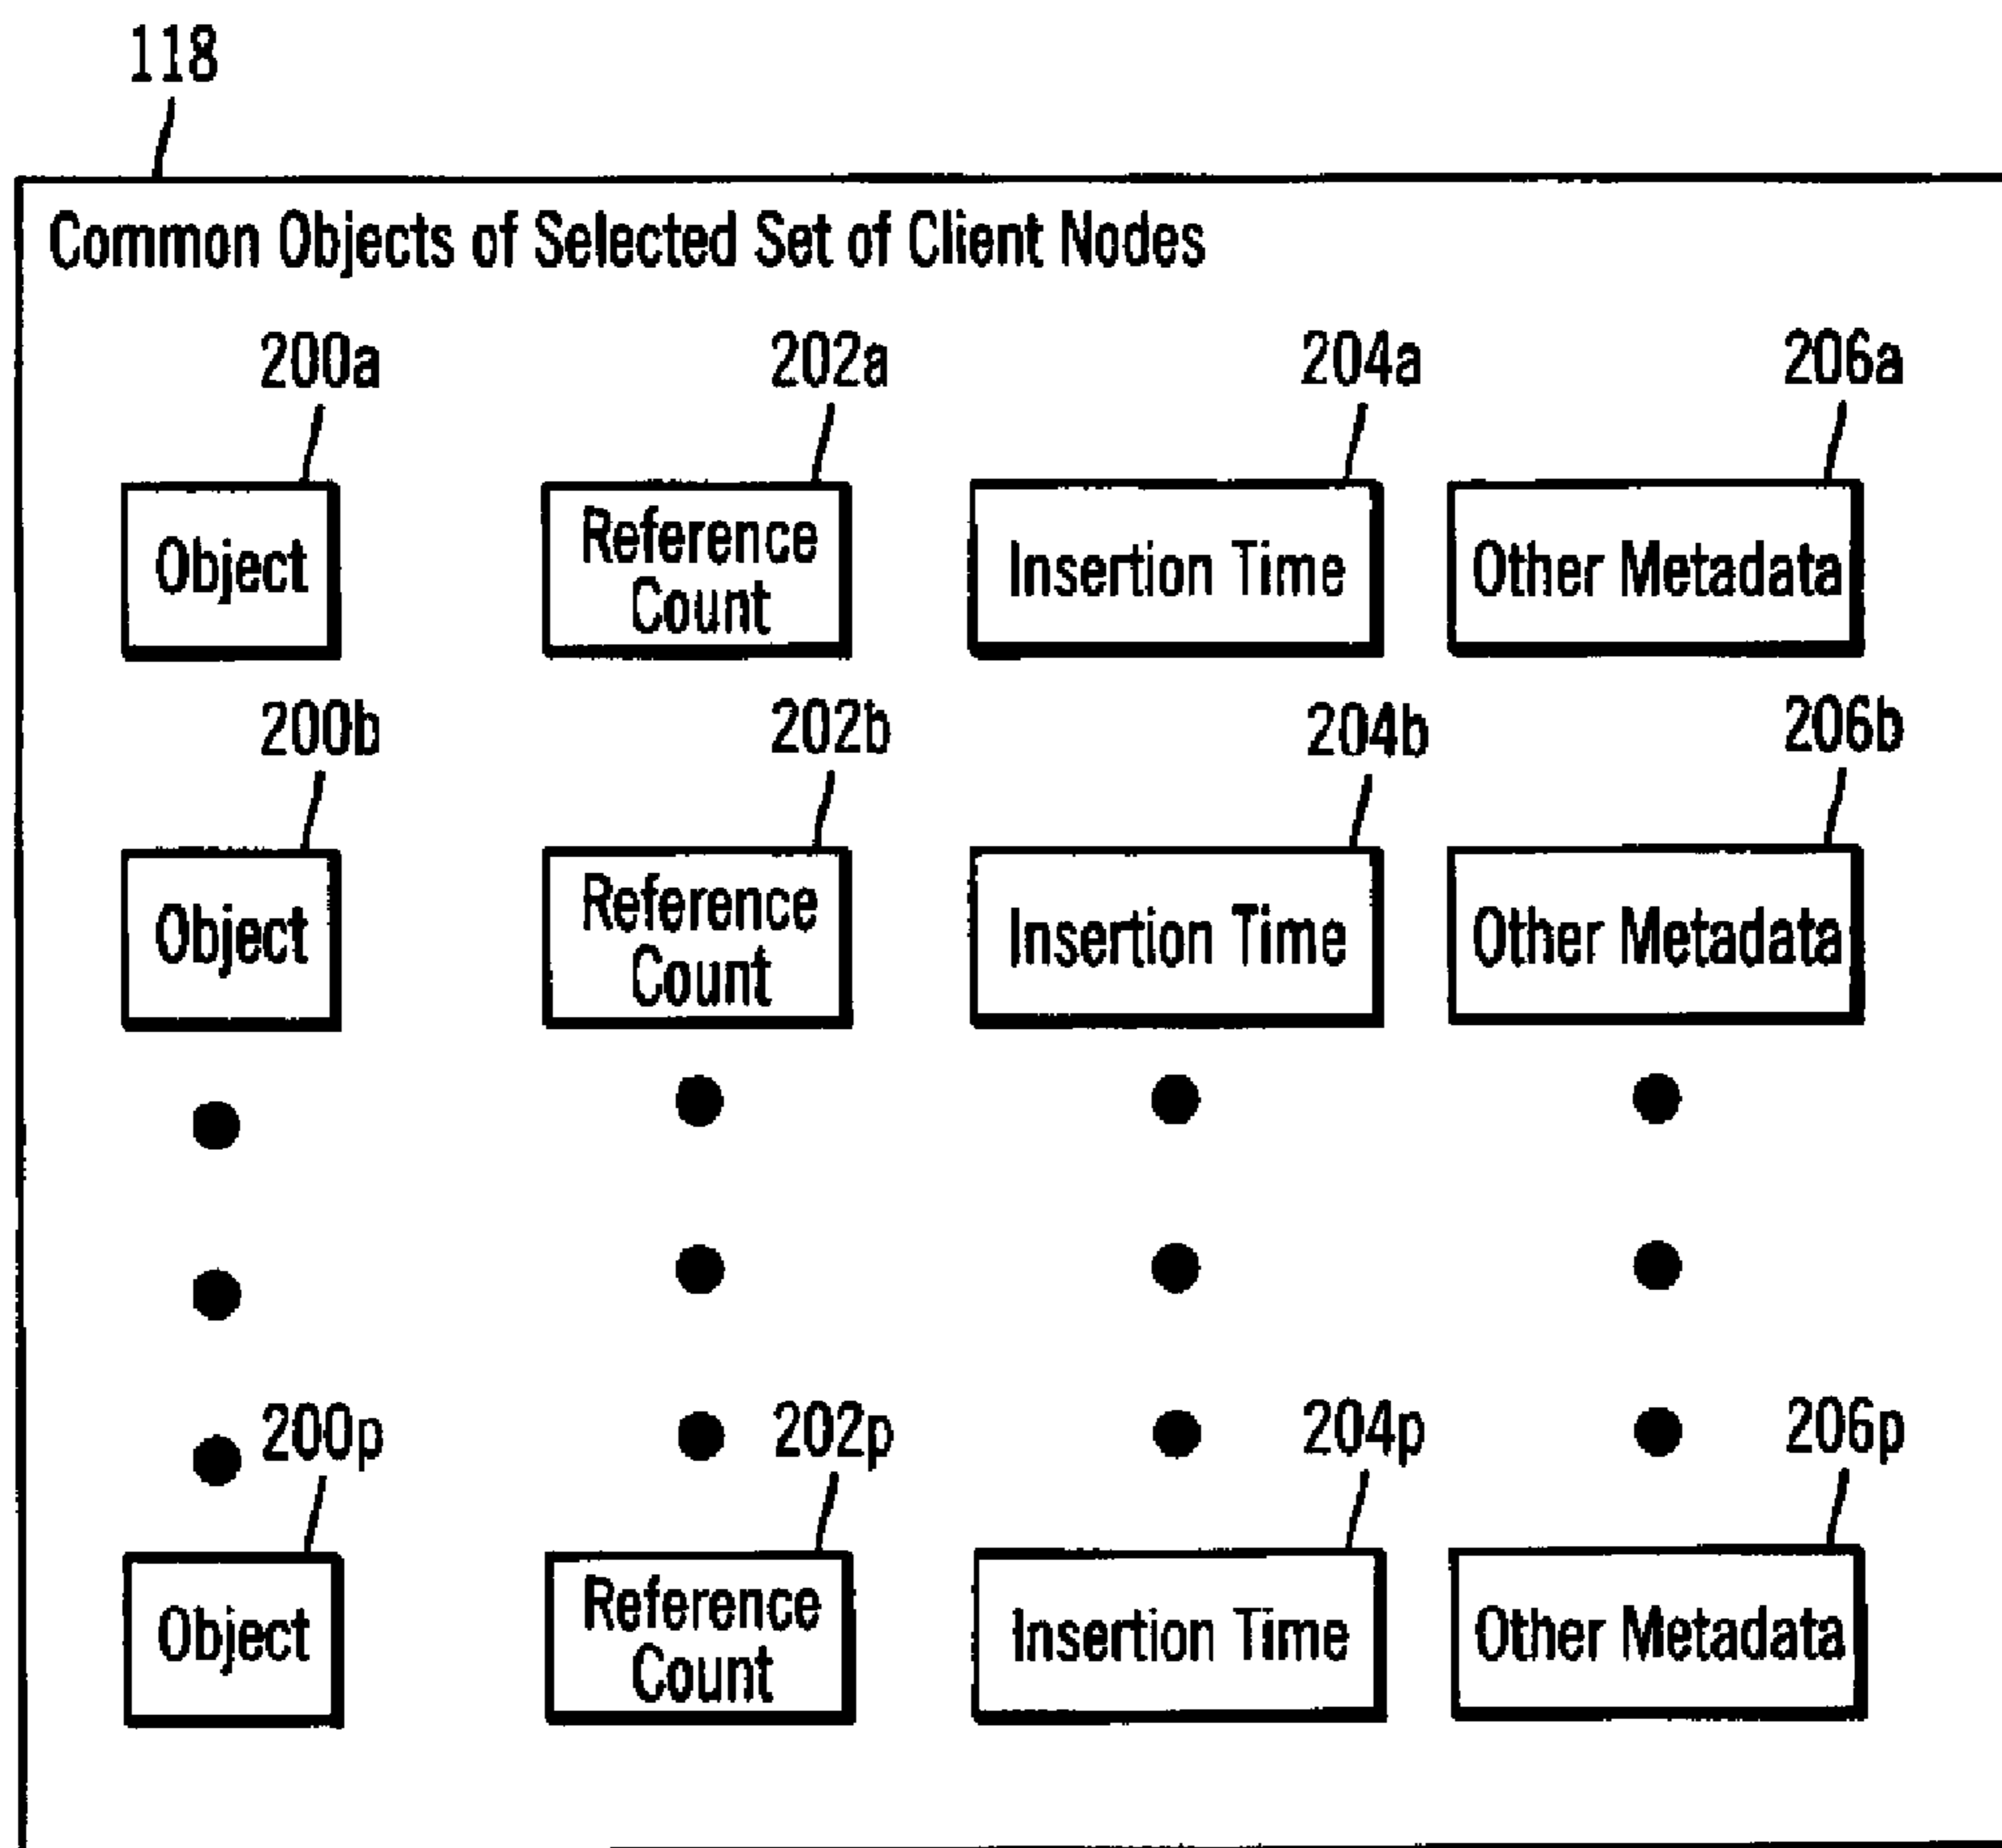 118
Common Objects of Selected Set of Client Nodes
200a 202a 204a 206a
Object
Reference
Count
Insertion Time
Other Metadata
200b 202b 204b 206b
Object
Reference
Count
Insertion Time
Other Metadata
200p 202p 204p 206p
Object
Reference
Count
Insertion Time
Other Metadata